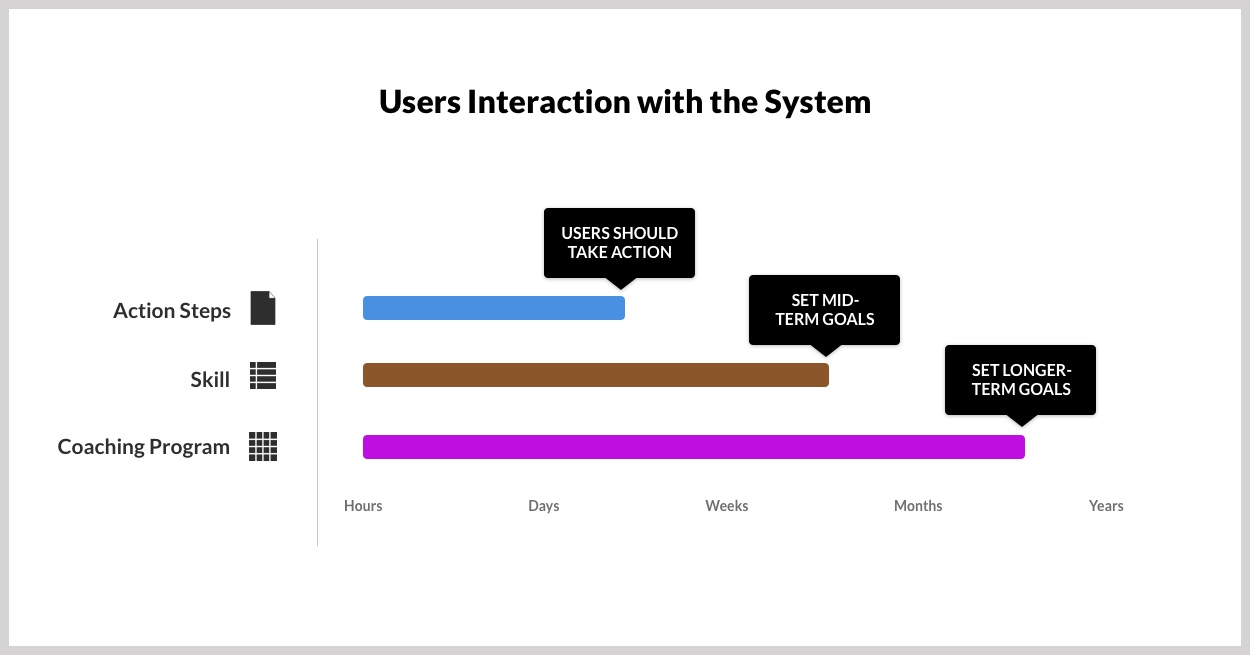 Users Interaction with the System
USERS SHOULD
TAKE ACTION
SET MID-
TERM GOALS
SET LONGER-
TERM GOALS
Action Steps
Skill
Coaching Program
Hours
Days
Weeks
Months
Years